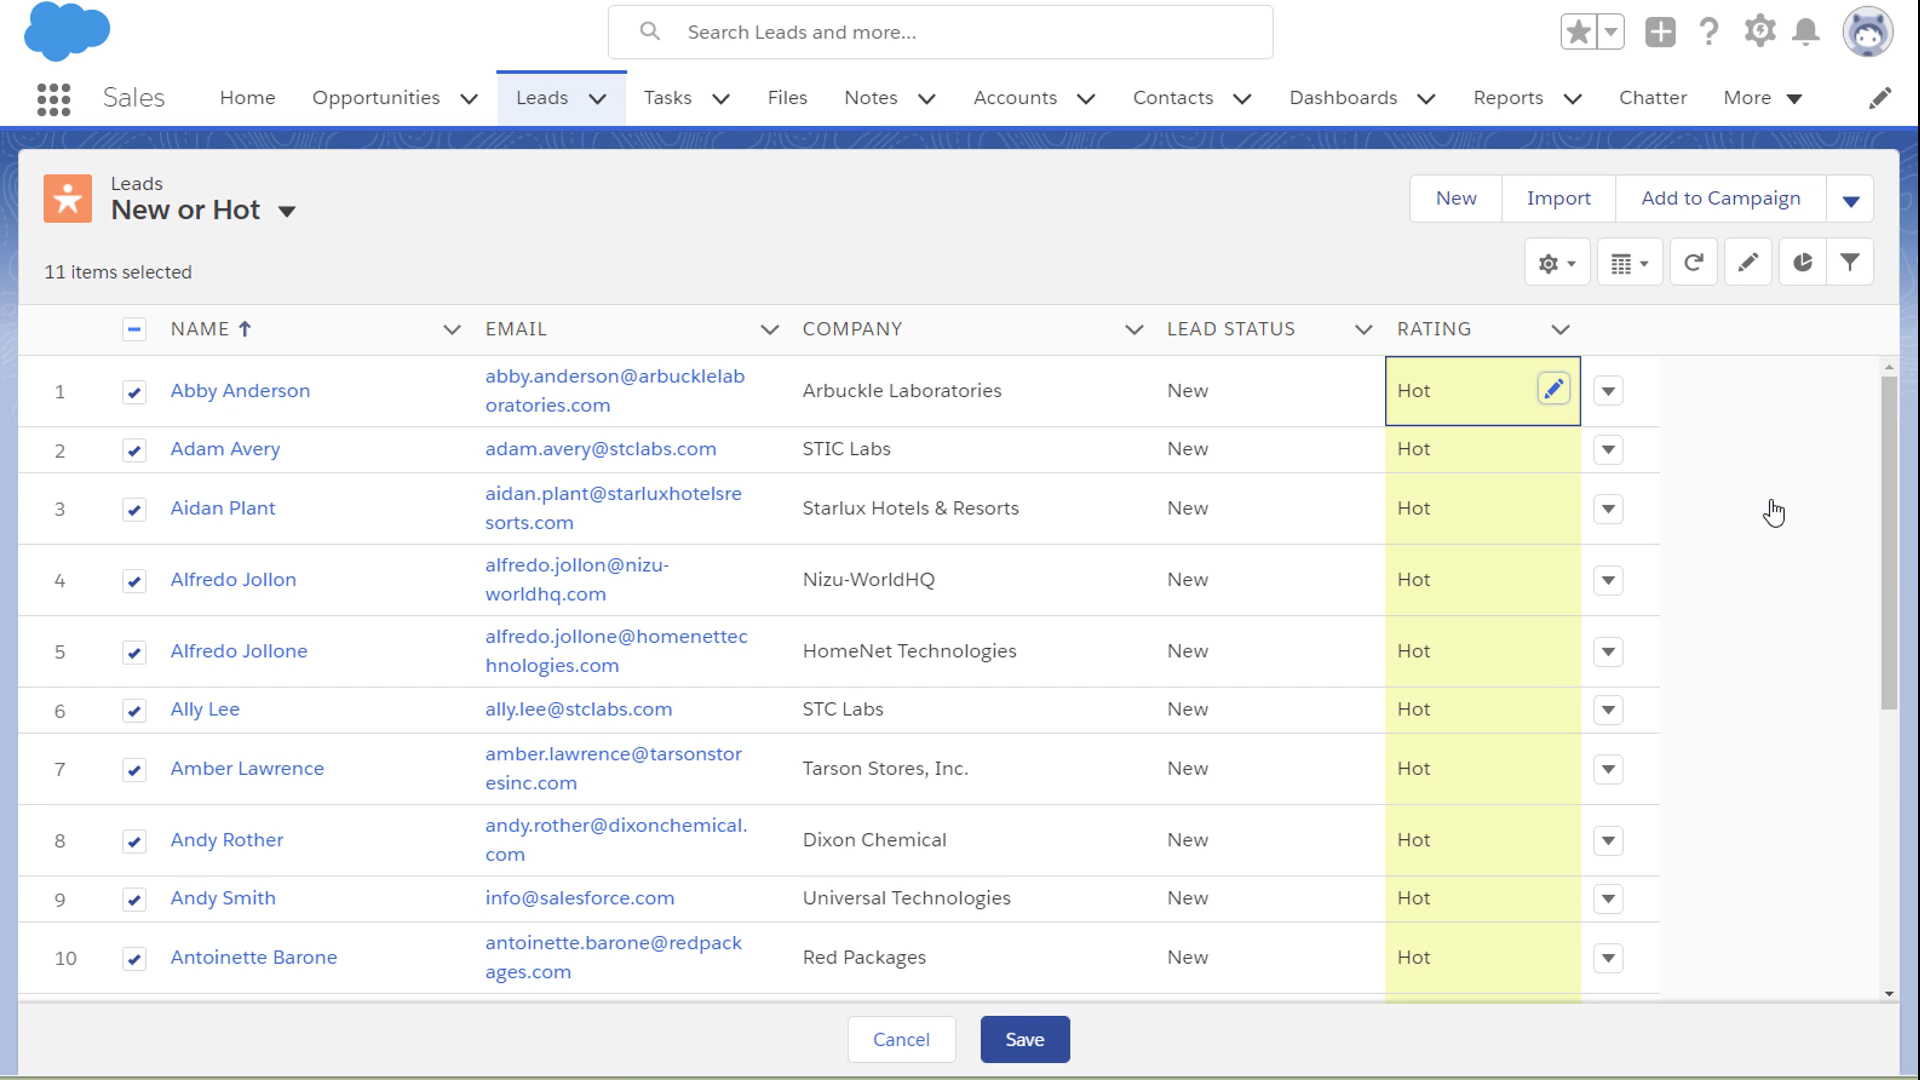 Search Leads and more...
Sales Home Opportunities Leads Tasks Files Notes Accounts Contacts Dashboards Reports Chatter More
Leads
New or Hot
New Import Add to Campaign
11 items selected
NAME EMAIL COMPANY LEAD STATUS RATING
1 Abby Anderson abby.anderson@arbucklelab Arbuckle Laboratories New Hot
oratories.com
2 Adam Avery adam.avery@stclabs.com STIC Labs New Hot
3 Aidan Plant aidan.plant@starluxhotelsre Starlux Hotels & Resorts New Hot
sorts.com
4 Alfredo Jollon alfredo.jollon@nizu- Nizu-WorldHQ New Hot
worldhq.com
5 Alfredo Jollone alfredo.jollone@homenettec HomeNet Technologies New Hot
hnologies.com
6 Ally Lee ally.lee@stclabs.com STC Labs New Hot
7 Amber Lawrence amber.lawrence@tarsonstor Tarson Stores, Inc. New Hot
esinc.com
8 Andy Rother andy.rother@dixonchemical. Dixon Chemical New Hot
com
9 Andy Smith info@salesforce.com Universal Technologies New Hot
10 Antoinette Barone antoinette.barone@redpack Red Packages New Hot
ages.com
Cancel Save